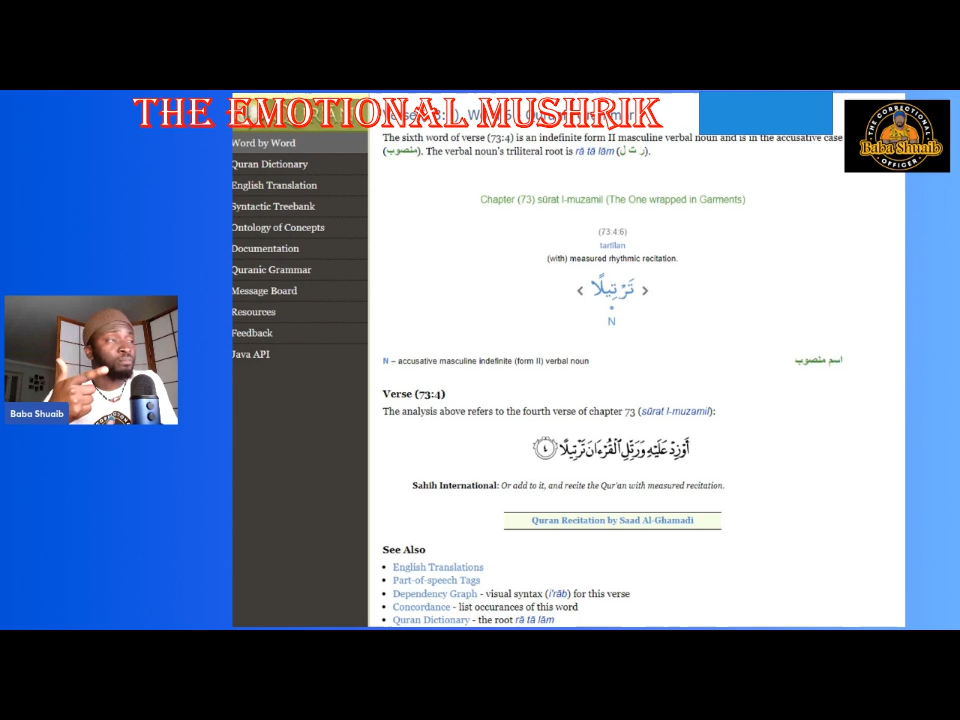 THE EMOTIONAL MUSHRIK
Word by Word
Quran Dictionary
English Translation
Syntactic Treebank
Ontology of Concepts
Documentation
Quranic Grammar
Message Board
Resources
Feedback
Java API
The sixth word of verse (73:4) is an indefinite form II masculine verbal noun and is in the accusative case
(منصوب). The verbal noun's triliteral root is rā tā lām (ر ت ل).
Chapter (73) sūrat l-muzamil (The One wrapped in Garments)
(73:4:6)
tartīlan
(with) measured rhythmic recitation.
تَرْتِيلًا
N
N – accusative masculine indefinite (form II) verbal noun
اسم منصوب
Verse (73:4)
The analysis above refers to the fourth verse of chapter 73 (sūrat l-muzamil):
أَوْ زِدْ عَلَيْهِ وَرَتِّلِ ٱلْقُرْءَانَ تَرْتِيلًا ٤
Sahih International: Or add to it, and recite the Qur'an with measured recitation.
Quran Recitation by Saad Al-Ghamadi
See Also
• English Translations
• Part-of-speech Tags
• Dependency Graph - visual syntax (i'rāb) for this verse
• Concordance - list occurances of this word
• Quran Dictionary - the root rā tā lām
THE CORRECTIONAL
Baba Shuaib
OFFICER
Baba Shuaib